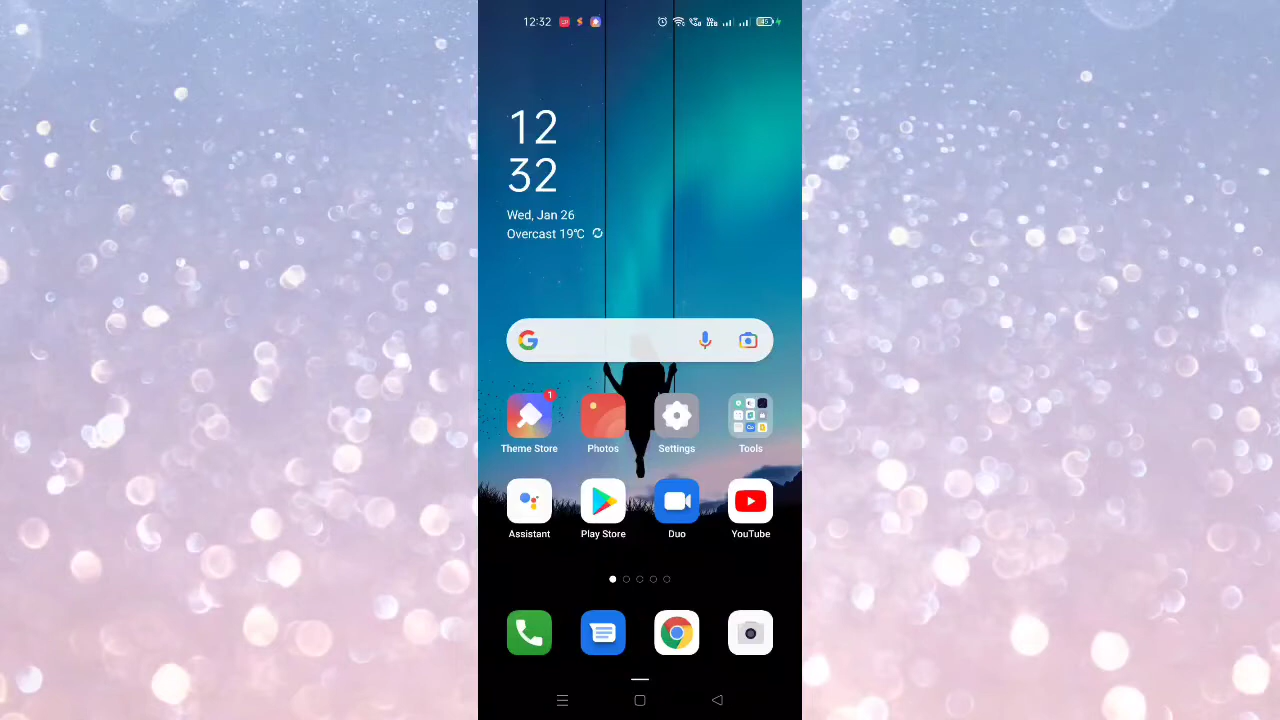 12:32
12
32
Wed, Jan 26
Overcast 19℃
1
Theme Store Photos Settings Tools
Assistant Play Store Duo YouTube